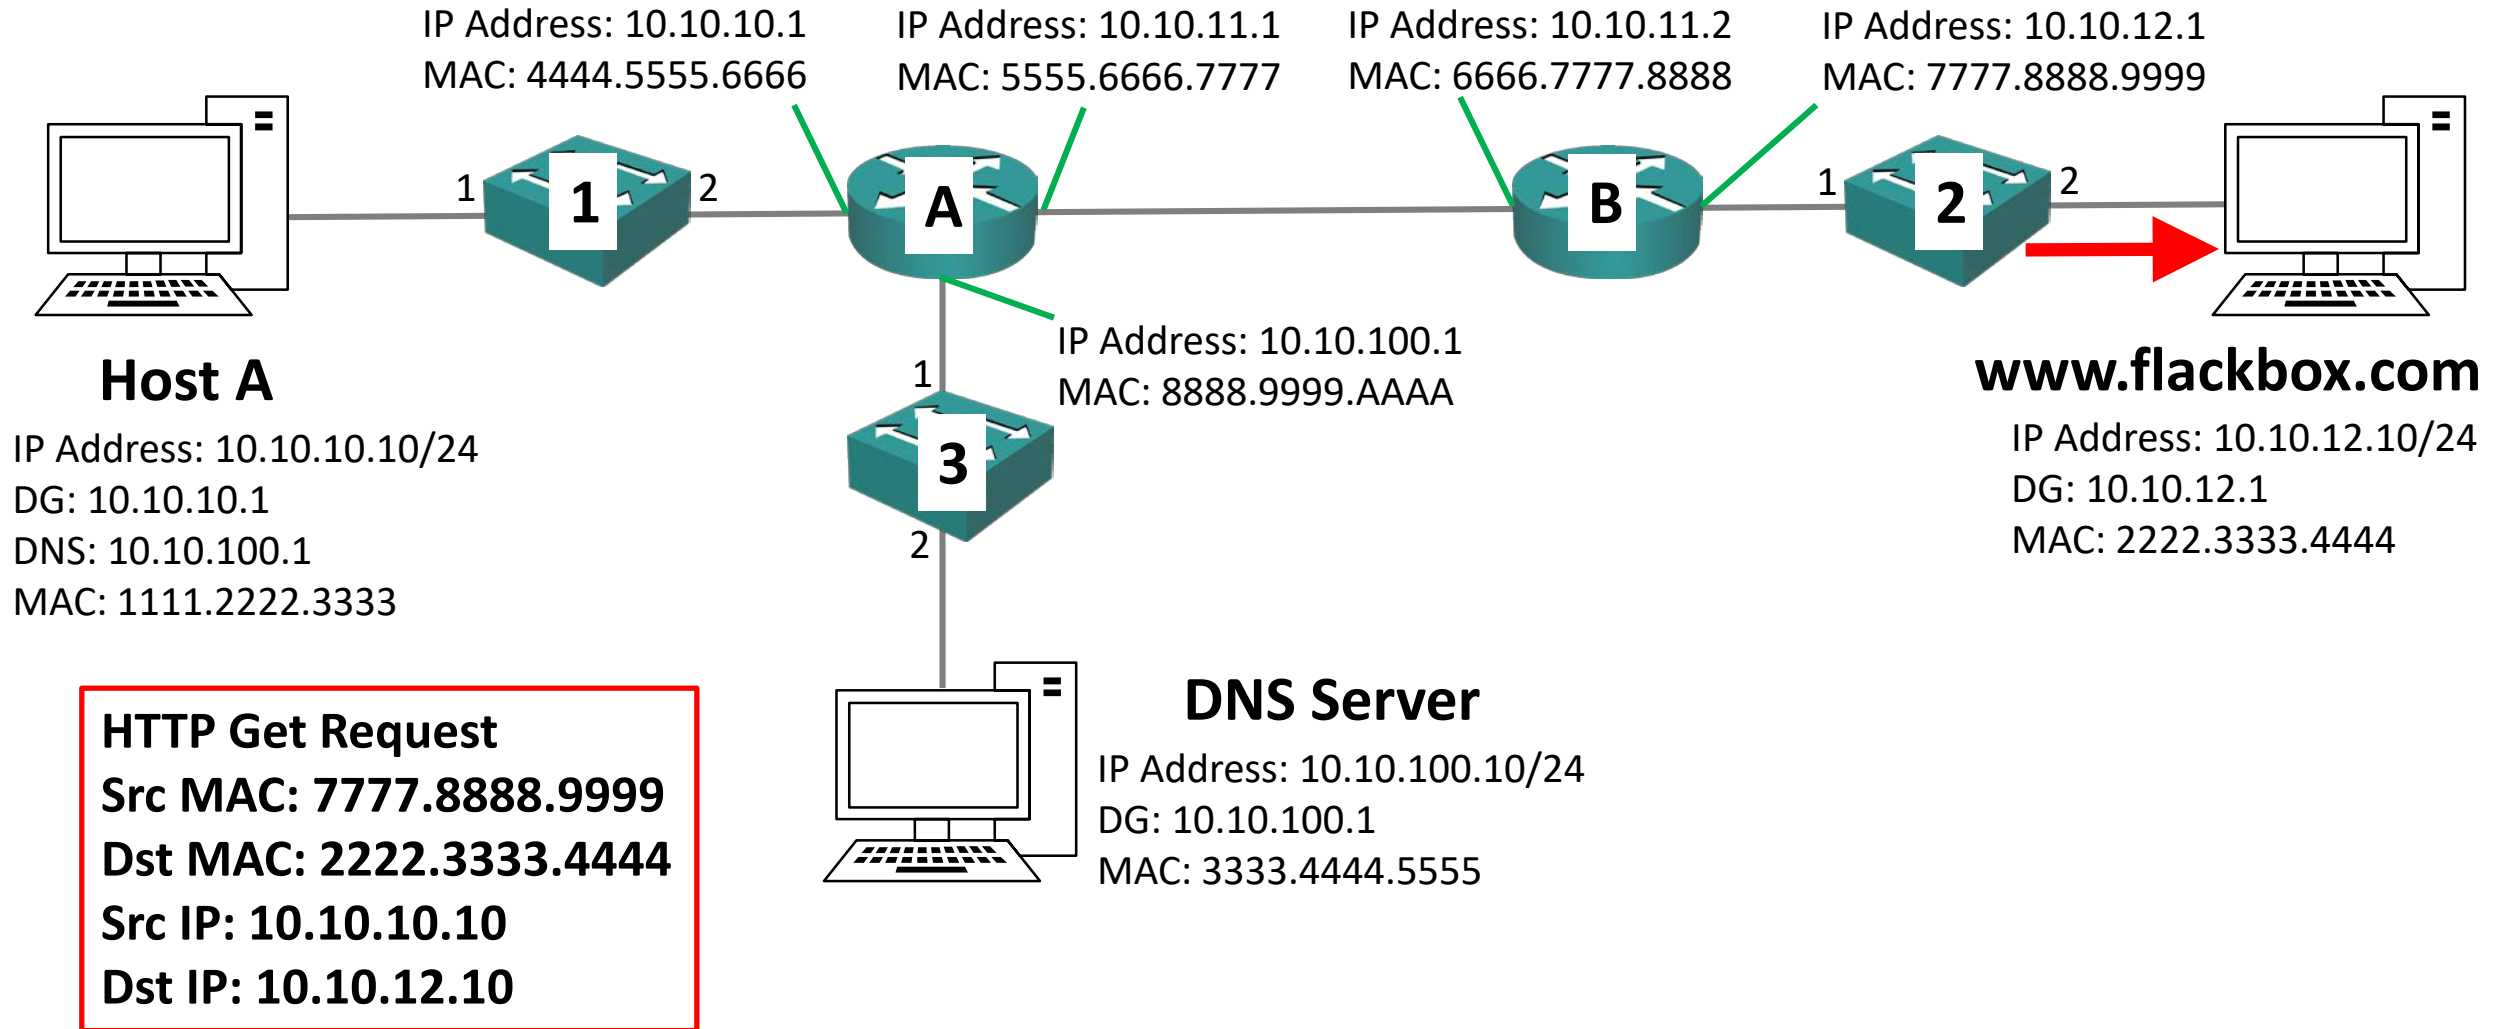 IP Address: 10.10.10.1
MAC: 4444.5555.6666
IP Address: 10.10.11.1
MAC: 5555.6666.7777
IP Address: 10.10.11.2
MAC: 6666.7777.8888
IP Address: 10.10.12.1
MAC: 7777.8888.9999
1
1
2
A
B
1
2
2
IP Address: 10.10.100.1
MAC: 8888.9999.AAAA
1
3
2
Host A
IP Address: 10.10.10.10/24
DG: 10.10.10.1
DNS: 10.10.100.1
MAC: 1111.2222.3333
www.flackbox.com
IP Address: 10.10.12.10/24
DG: 10.10.12.1
MAC: 2222.3333.4444
HTTP Get Request
Src MAC: 7777.8888.9999
Dst MAC: 2222.3333.4444
Src IP: 10.10.10.10
Dst IP: 10.10.12.10
DNS Server
IP Address: 10.10.100.10/24
DG: 10.10.100.1
MAC: 3333.4444.5555